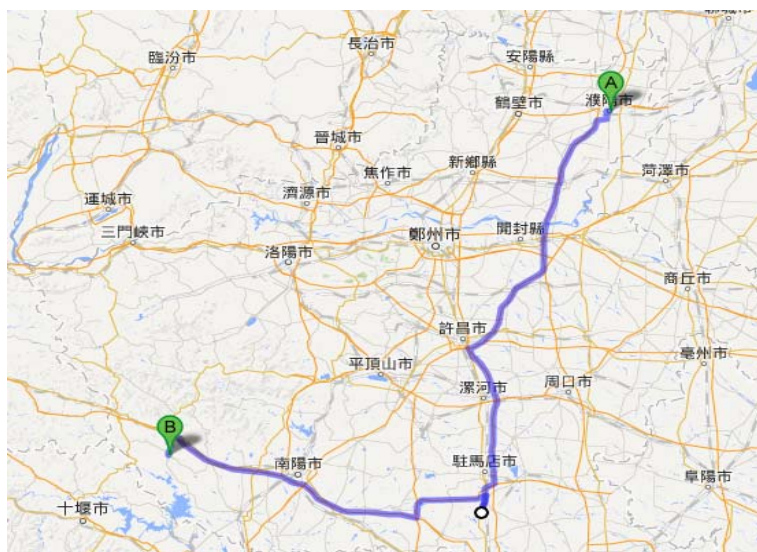 臨汾市
長治市
安陽縣
A
濮陽市
鶴壁市
晉城市
新鄉縣
焦作市
菏澤市
運城市
濟源市
三門峽市
洛陽市
鄭州市
開封縣
商丘市
許昌市
平頂山市
亳州市
漯河市
周口市
B
南陽市
駐馬店市
阜陽市
十堰市